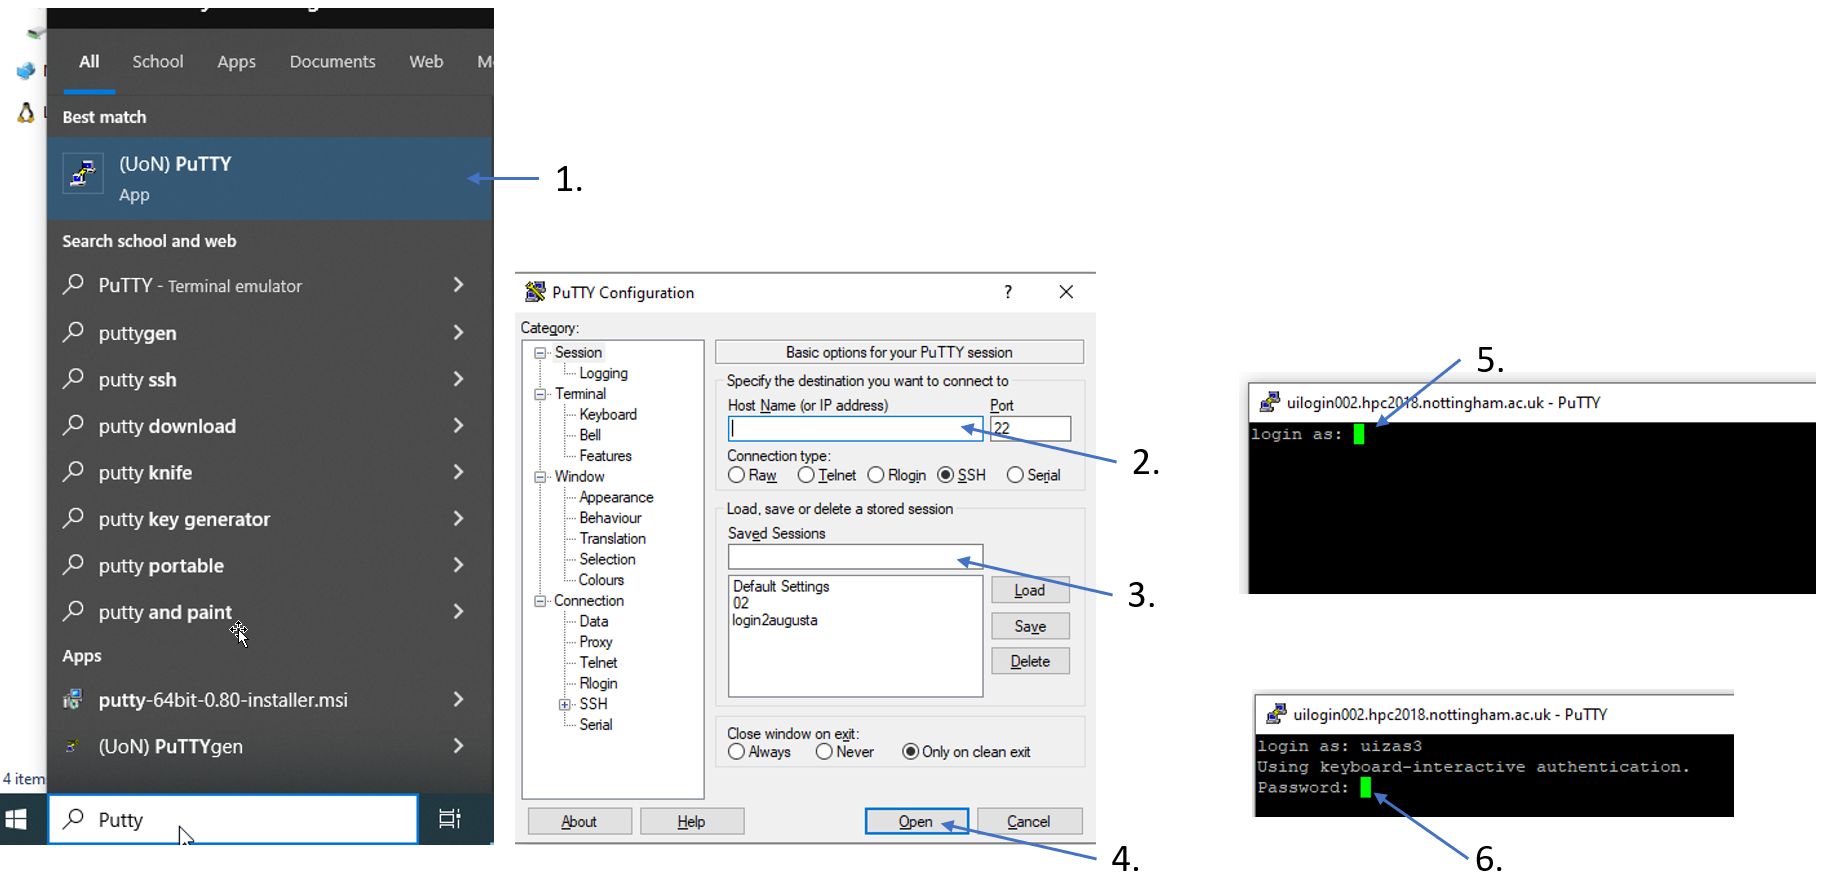 All School Apps Documents Web M
Best match
(UoN) PuTTY
App
Search school and web
PuTTY - Terminal emulator
puttygen
putty ssh
putty download
putty knife
putty key generator
putty portable
putty and paint
Apps
putty-64bit-0.80-installer.msi
(UoN) PuTTYgen
4 item
Putty
1.
PuTTY Configuration
?
Category:
Session
Logging
Terminal
Keyboard
Bell
Features
Window
Appearance
Behaviour
Translation
Selection
Colours
Connection
Data
Proxy
Telnet
Rlogin
SSH
Serial
Basic options for your PuTTY session
Specify the destination you want to connect to
Host Name (or IP address) Port
22
Connection type:
Raw Telnet Rlogin SSH Serial
Load, save or delete a stored session
Saved Sessions
Default Settings
02
login2augusta
Load
Save
Delete
Close window on exit:
Always Never Only on clean exit
About Help Open Cancel
2.
3.
4.
5.
uilogin002.hpc2018.nottingham.ac.uk - PuTTY
login as:
uilogin002.hpc2018.nottingham.ac.uk - PuTTY
login as: uizas3
Using keyboard-interactive authentication.
Password:
6.